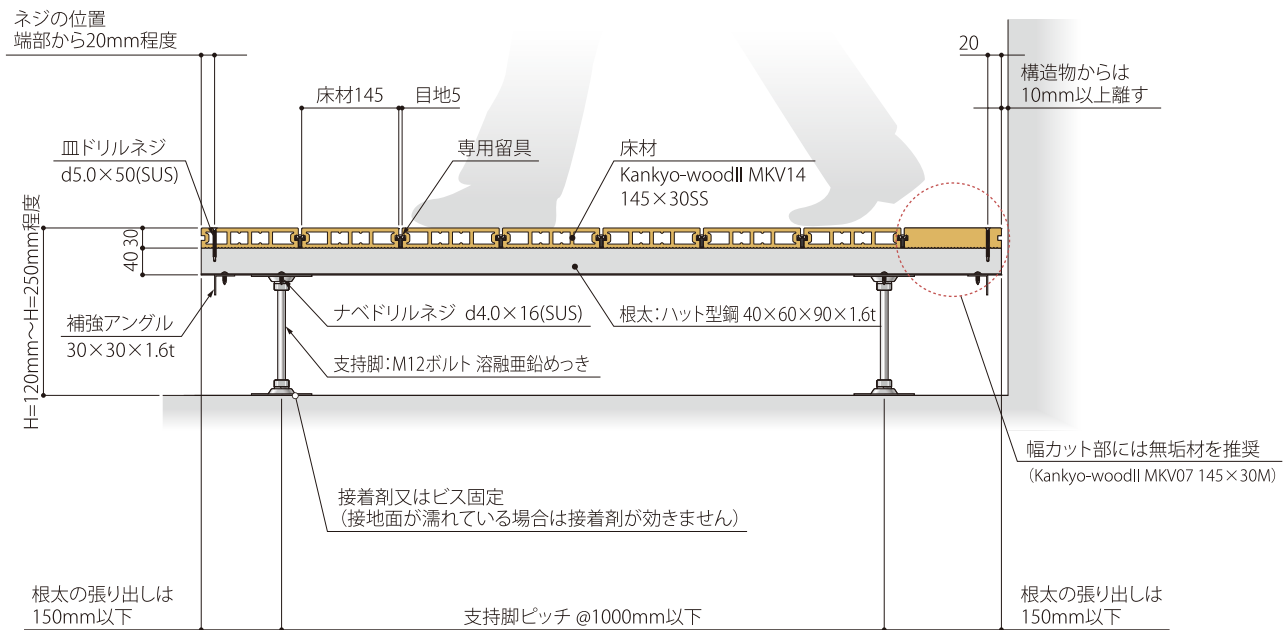 ネジの位置
端部から20mm程度
20
構造物からは
10mm以上離す
床材145
目地5
皿ドリルネジ
d5.0×50(SUS)
専用留具
床材
Kankyo-woodⅡ MKV14
145×30SS
H=120mm～H=250mm程度
40 30
補強アングル
30×30×1.6t
ナベドリルネジ d4.0×16(SUS)
根太：ハット型鋼 40×60×90×1.6t
支持脚：M12ボルト 溶融亜鉛めっき
幅カット部には無垢材を推奨
（Kankyo-woodⅡ MKV07 145×30M）
接着剤又はビス固定
（接地面が濡れている場合は接着剤が効きません）
根太の張り出しは
150mm以下
支持脚ピッチ @1000mm以下
根太の張り出しは
150mm以下